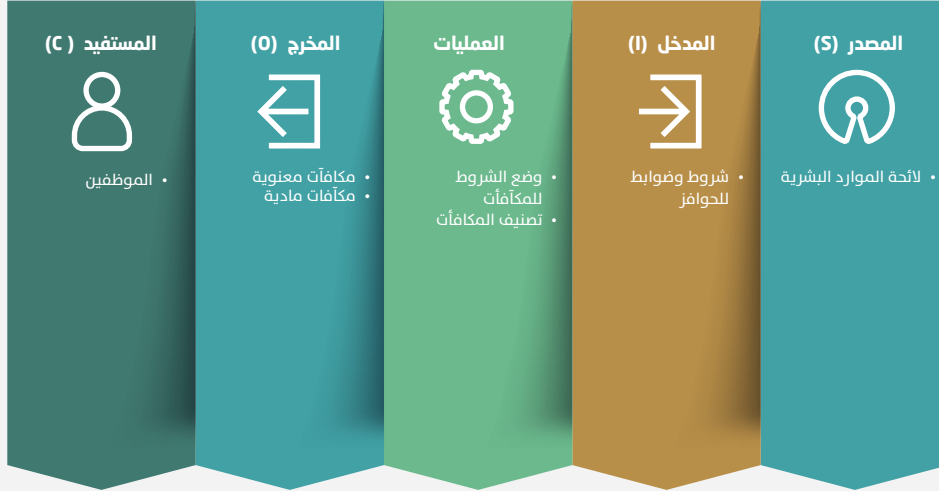 المصدر (S)
• لائحة الموارد البشرية
المدخل (I)
• شروط وضوابط
للحوافز
العمليات
• وضع الشروط
للمكآفأت
• تصنيف المكافأت
المخرج (O)
• مكافآت معنوية
• مكآفات مادية
المستفيد ( C)
• الموظفين